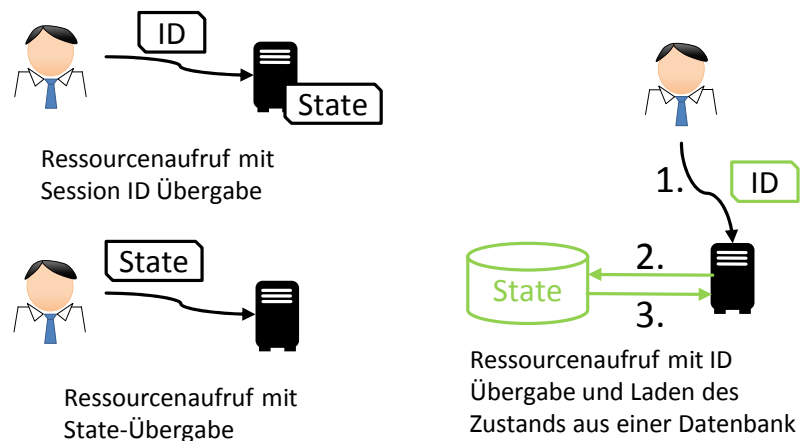 ID
State
Ressourcenaufruf mit
Session ID Übergabe
State
Ressourcenaufruf mit
State-Übergabe
1.
ID
2.
State
3.
Ressourcenaufruf mit ID
Übergabe und Laden des
Zustands aus einer Datenbank